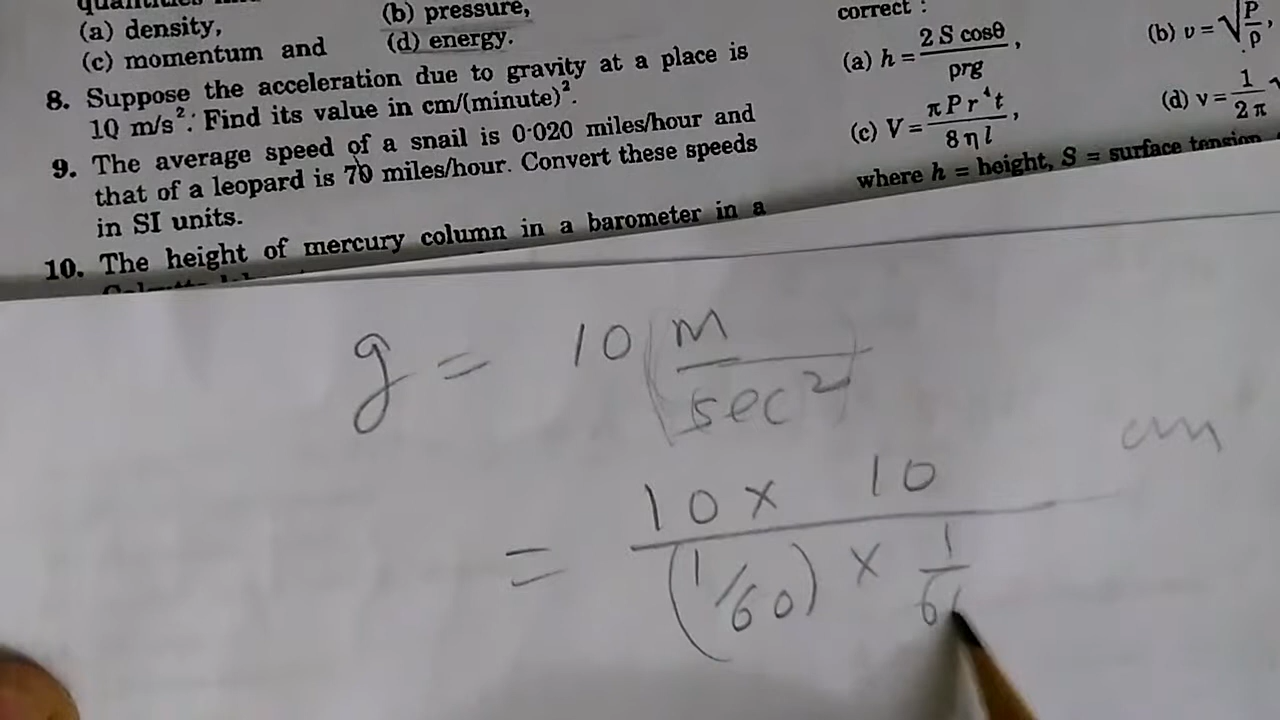 (a) density,
(b) pressure,
(c) momentum and
(d) energy.
8. Suppose the acceleration due to gravity at a place is
10 m/s². Find its value in cm/(minute)².
9. The average speed of a snail is 0·020 miles/hour and
that of a leopard is 70 miles/hour. Convert these speeds
in SI units.
10. The height of mercury column in a barometer in a
correct :
(a) h = 2 S cosθ / prg ,
(b) υ = √P/ρ ,
(c) V = π P r⁴ t / 8 η l ,
(d) ν = 1 / 2 π √
where h = height, S = surface tension
g = 10 m / sec²
cm
= 10 × 10
(1/60) × 1/6